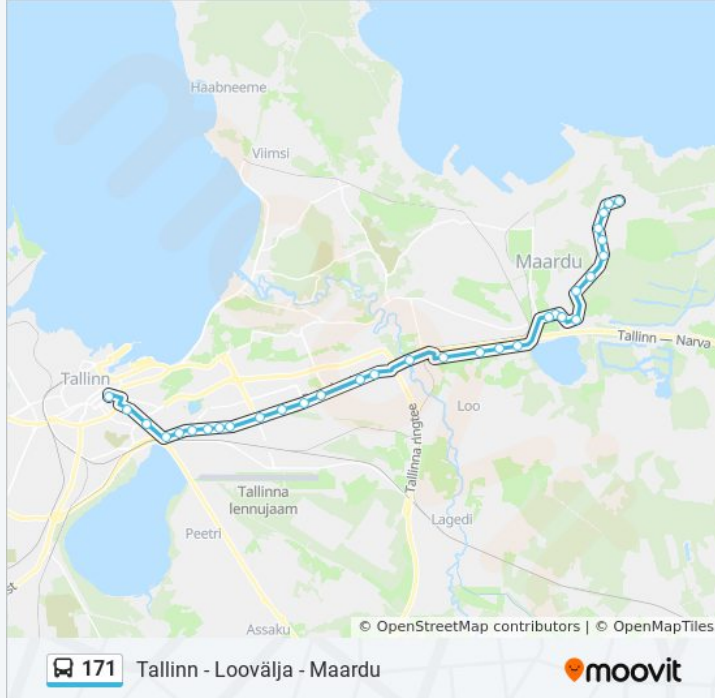 Haabneeme
Viimsi
Maardu
Tallinn — Narva
Tallinn
Loo
Tallinna ringtee
Tallinna
lennujaam
Lagedi
Peetri
Assaku
© OpenStreetMap contributors | © OpenMapTiles
171 Tallinn - Loovälja - Maardu
moovit